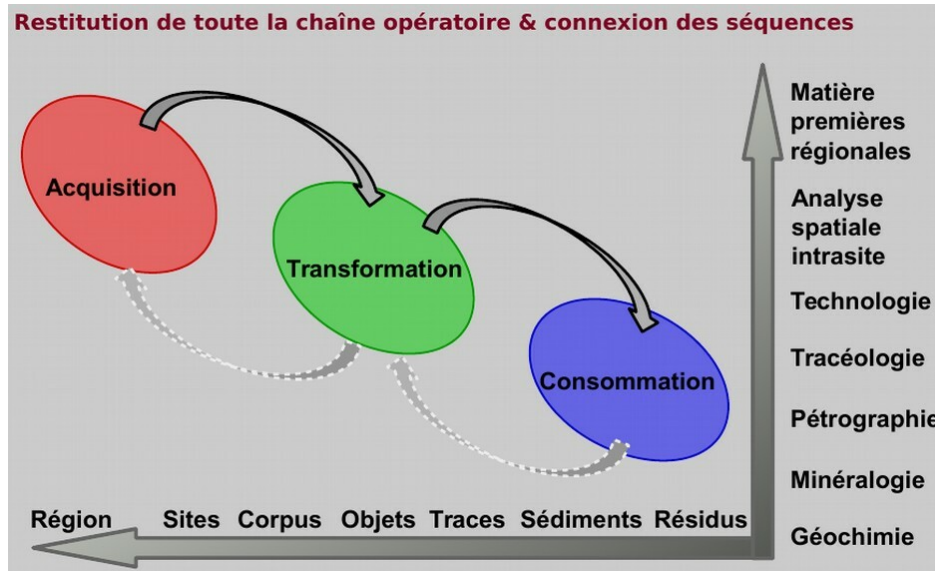 Restitution de toute la chaîne opératoire & connexion des séquences
Acquisition
Transformation
Consommation
Matière
premières
régionales
Analyse
spatiale
intrasite
Technologie
Tracéologie
Pétrographie
Minéralogie
Géochimie
Région Sites Corpus Objets Traces Sédiments Résidus